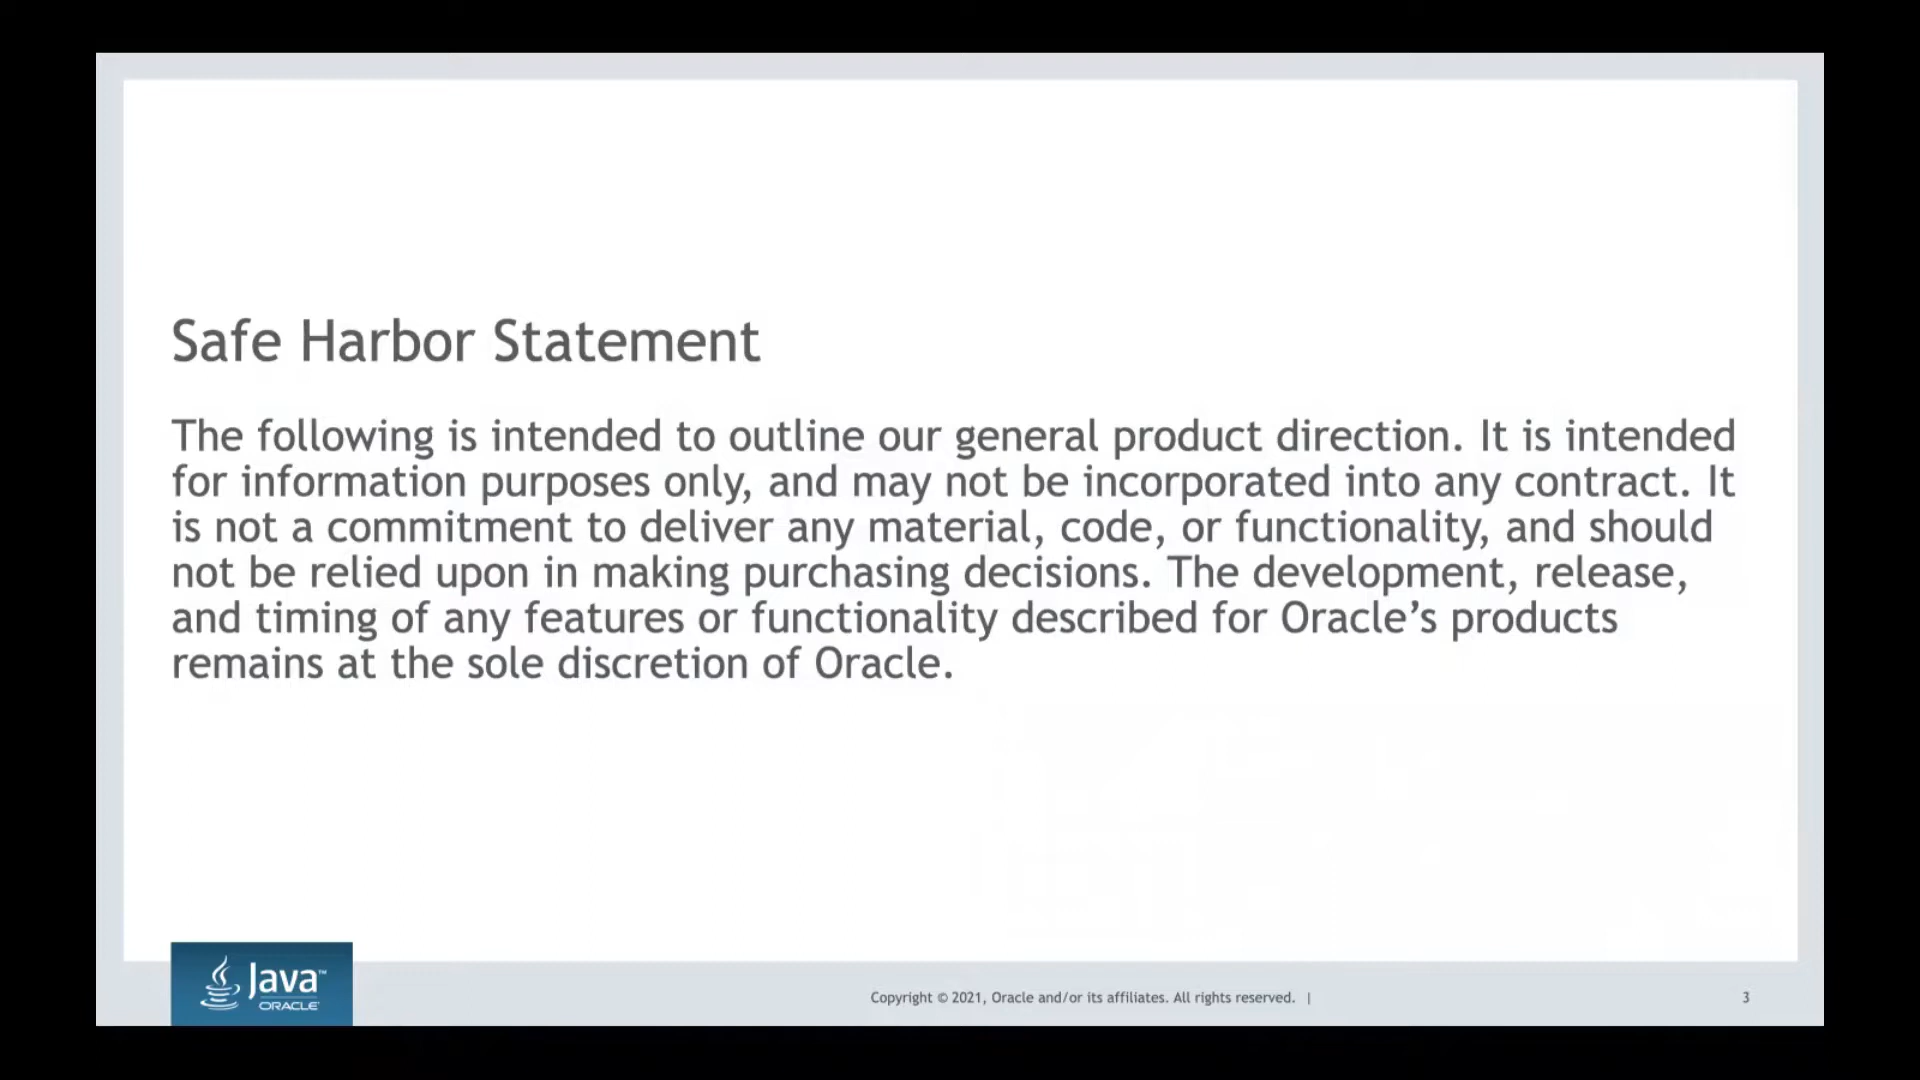 Safe Harbor Statement
The following is intended to outline our general product direction. It is intended
for information purposes only, and may not be incorporated into any contract. It
is not a commitment to deliver any material, code, or functionality, and should
not be relied upon in making purchasing decisions. The development, release,
and timing of any features or functionality described for Oracle’s products
remains at the sole discretion of Oracle.
Java™
ORACLE
Copyright © 2021, Oracle and/or its affiliates. All rights reserved. |
3